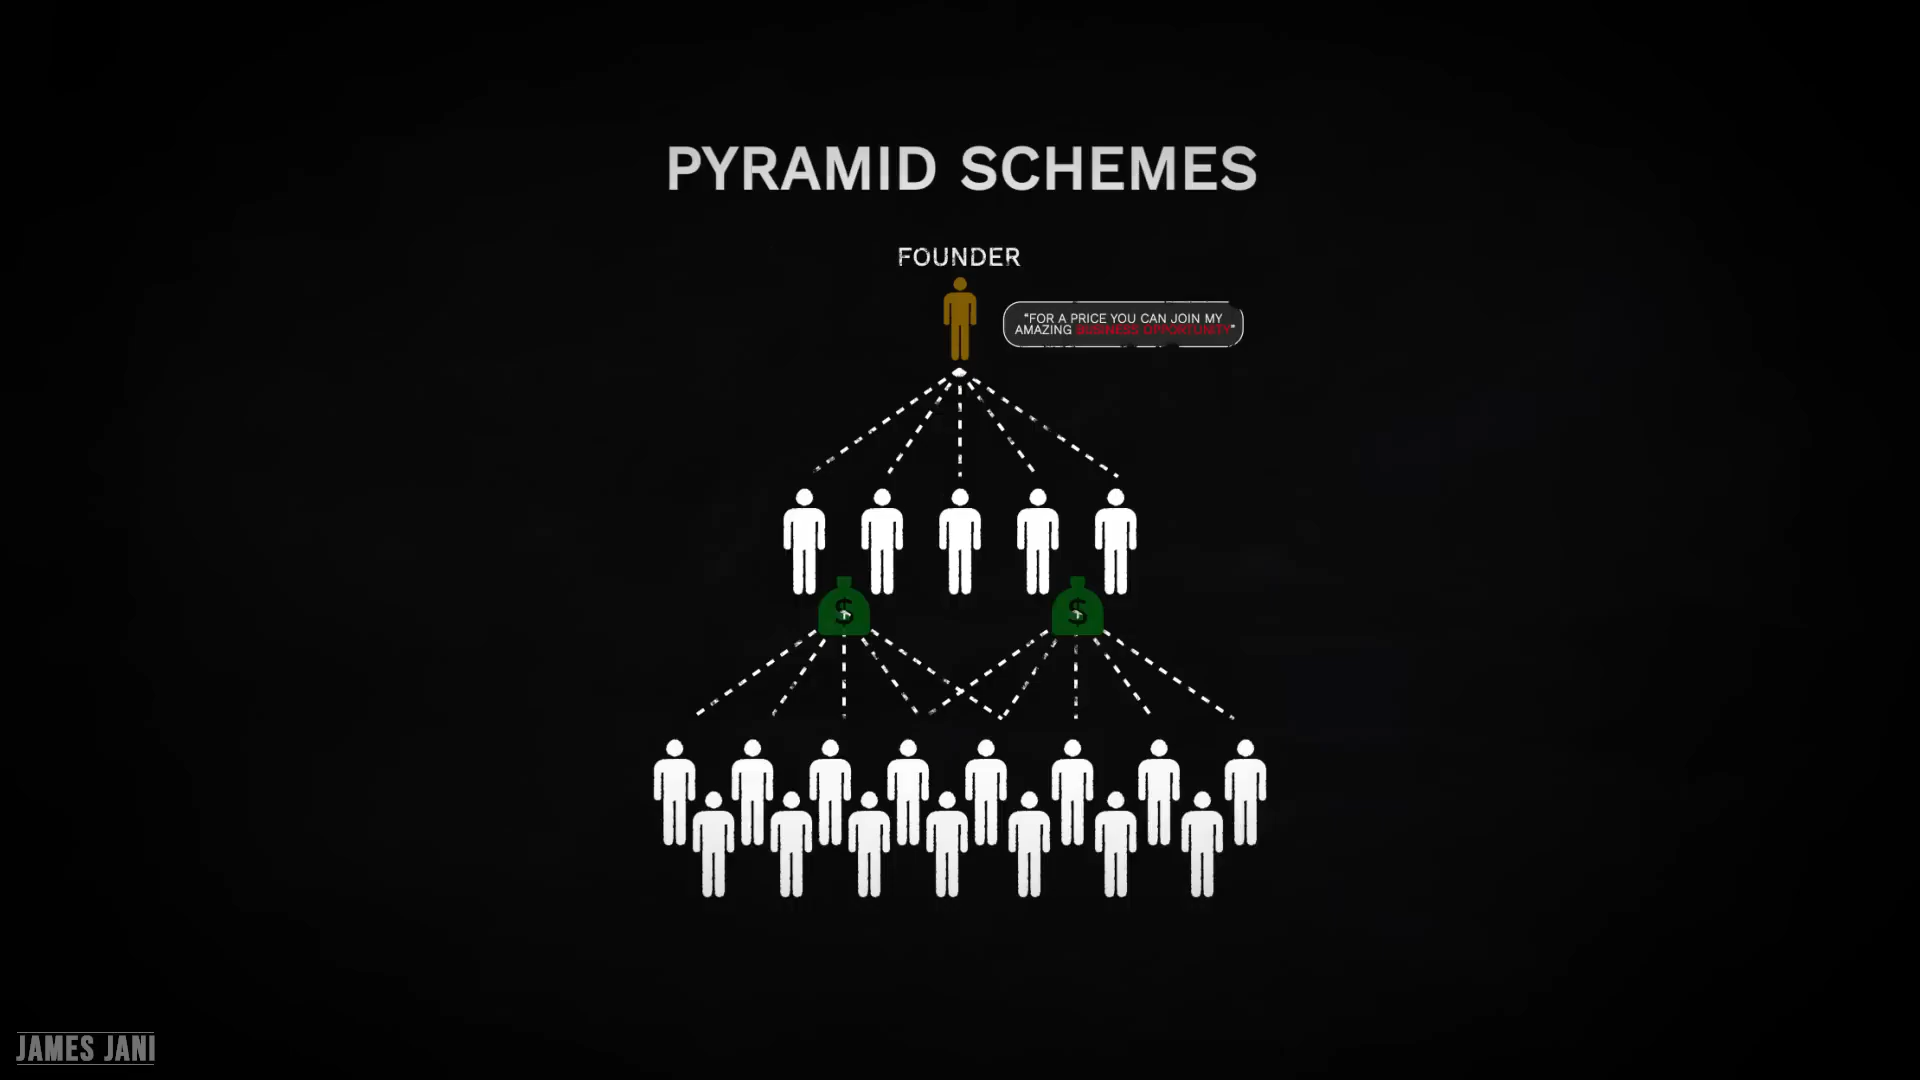 PYRAMID SCHEMES
FOUNDER
"FOR A PRICE YOU CAN JOIN MY
AMAZING BUSINESS OPPORTUNITY"
$ $
JAMES JANI